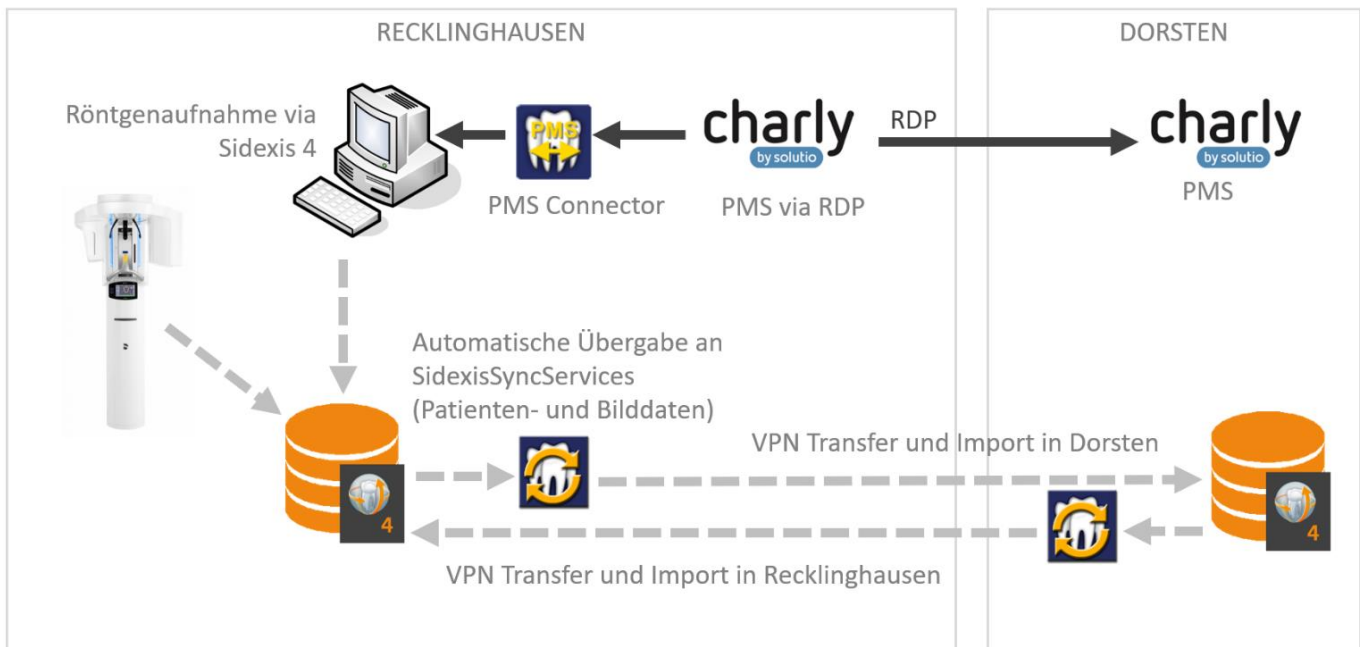 RECKLINGHAUSEN
DORSTEN
Röntgenaufnahme via
Sidexis 4
PMS
PMS Connector
charly
by solutio
PMS via RDP
RDP
charly
by solutio
PMS
Automatische Übergabe an
SidexisSyncServices
(Patienten- und Bilddaten)
VPN Transfer und Import in Dorsten
4
4
VPN Transfer und Import in Recklinghausen